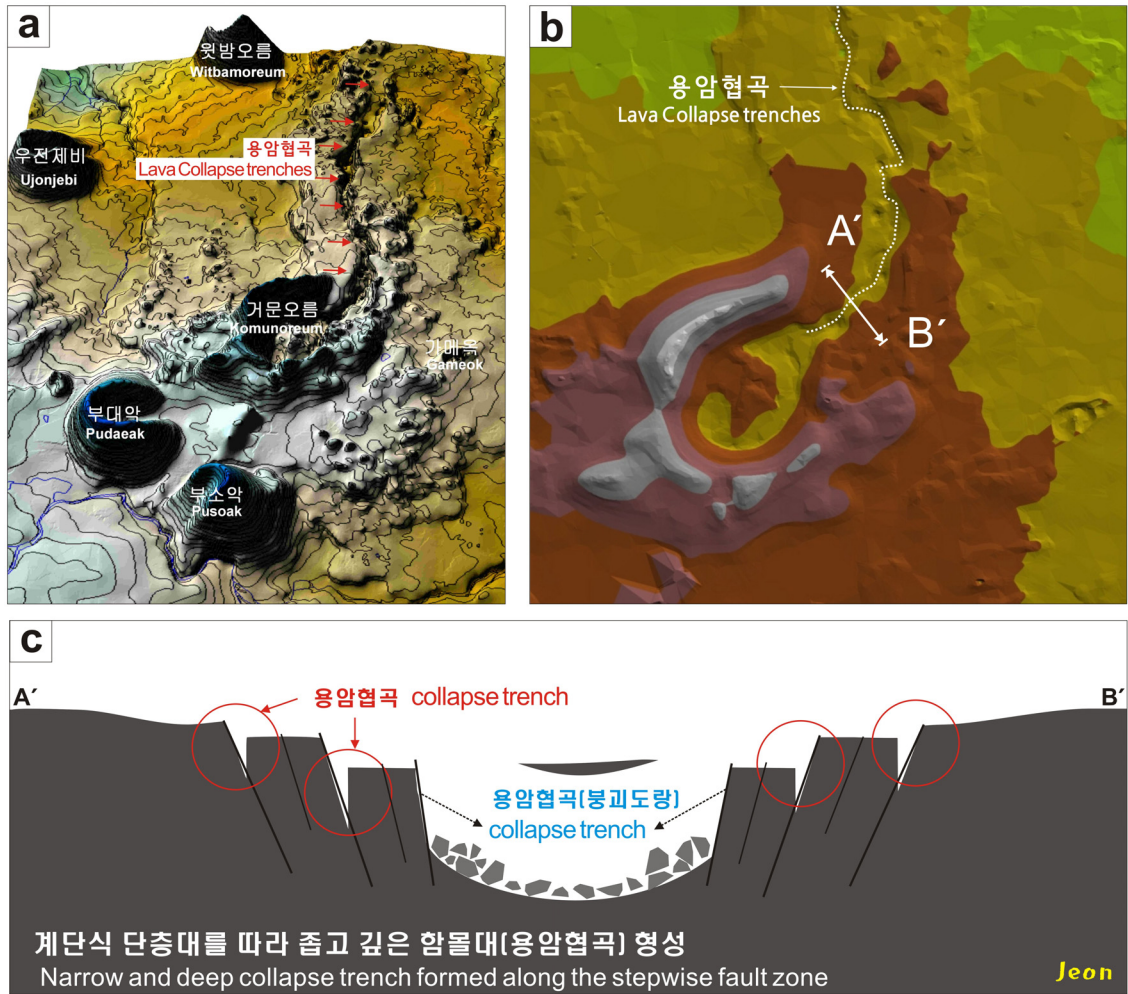 a
윗밤오름
Witbamoreum
우전제비
Ujonjebi
용암협곡
Lava Collapse trenches
거문오름
Komunoreum
가메옥
Gameok
부대악
Pudaeak
부소악
Pusoak
b
용암협곡
Lava Collapse trenches
A′
B′
c
A′
B′
용암협곡 collapse trench
용암협곡(붕괴도랑)
collapse trench
계단식 단층대를 따라 좁고 깊은 함몰대(용암협곡) 형성
Narrow and deep collapse trench formed along the stepwise fault zone
Jeon